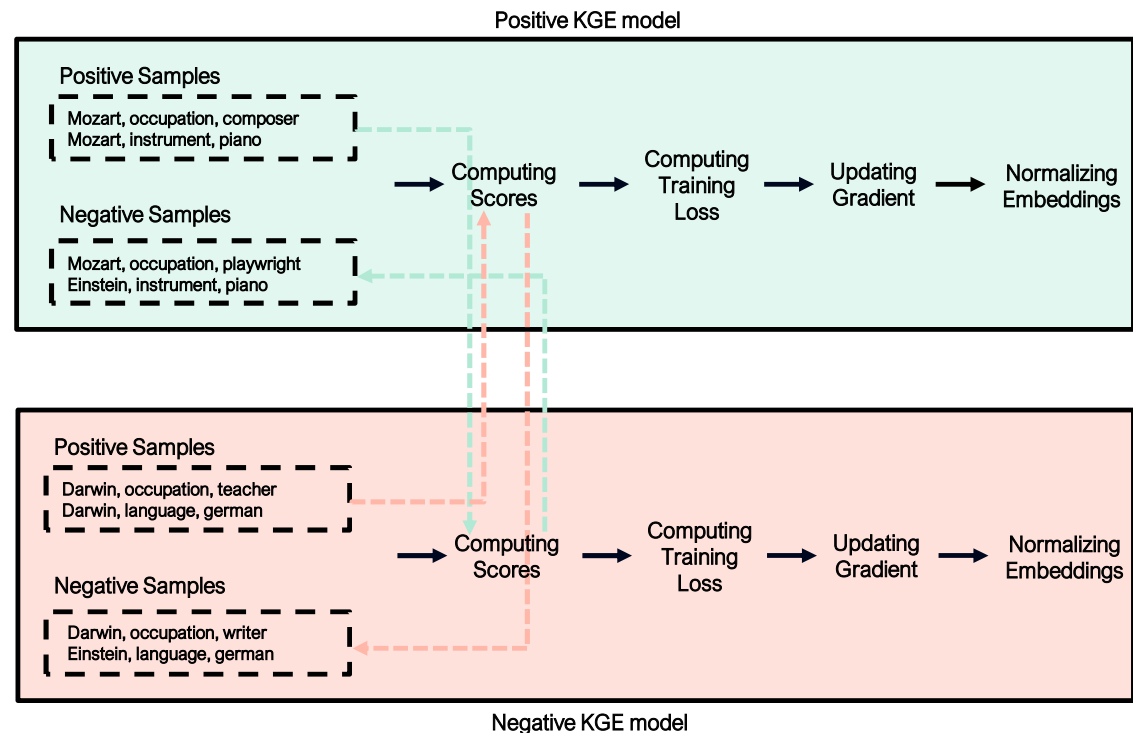 Positive KGE model
Positive Samples
Mozart, occupation, composer
Mozart, instrument, piano
Negative Samples
Mozart, occupation, playwright
Einstein, instrument, piano
Computing
Scores
Computing
Training
Loss
Updating
Gradient
Normalizing
Embeddings
Positive Samples
Darwin, occupation, teacher
Darwin, language, german
Negative Samples
Darwin, occupation, writer
Einstein, language, german
Computing
Scores
Computing
Training
Loss
Updating
Gradient
Normalizing
Embeddings
Negative KGE model